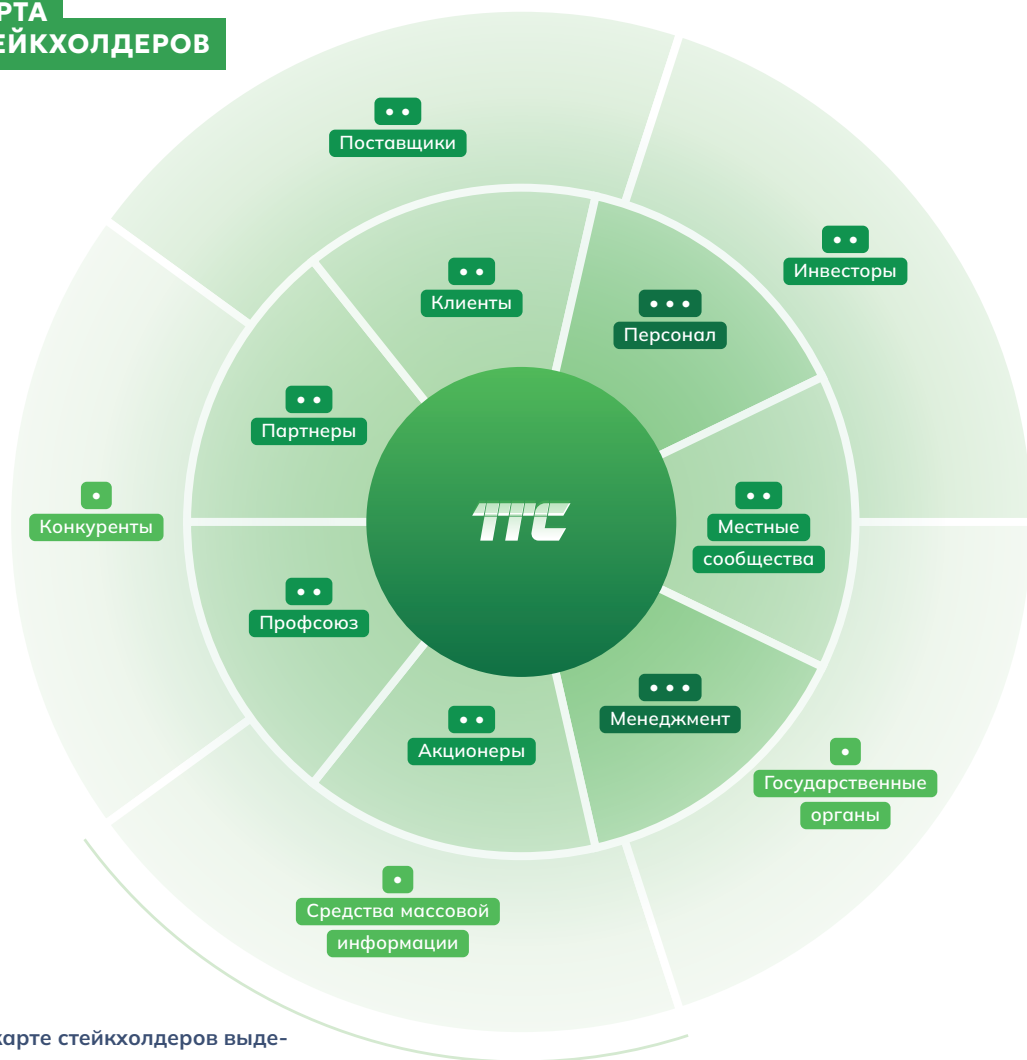 РТА
ЕЙКХОЛДЕРОВ
Поставщики
Инвесторы
Клиенты
Персонал
Партнеры
Конкуренты
ТТС
Местные
сообщества
Профсоюз
Менеджмент
Акционеры
Государственные
органы
Средства массовой
информации
карте стейкхолдеров выде-